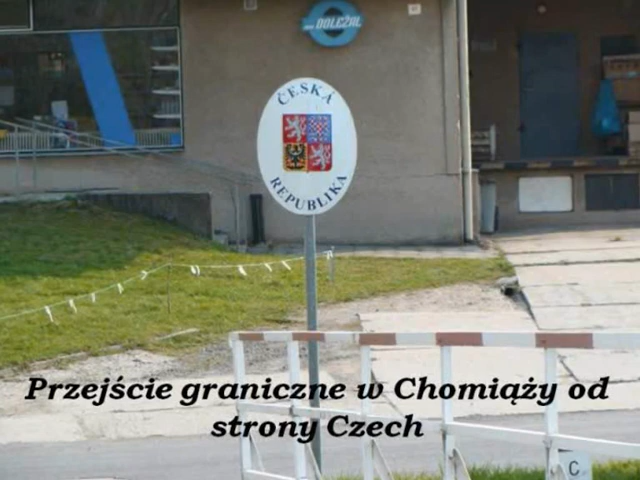 DOLEŽAL
ČESKÁ
REPUBLIKA
Przejście graniczne w Chomiąży od
strony Czech
C